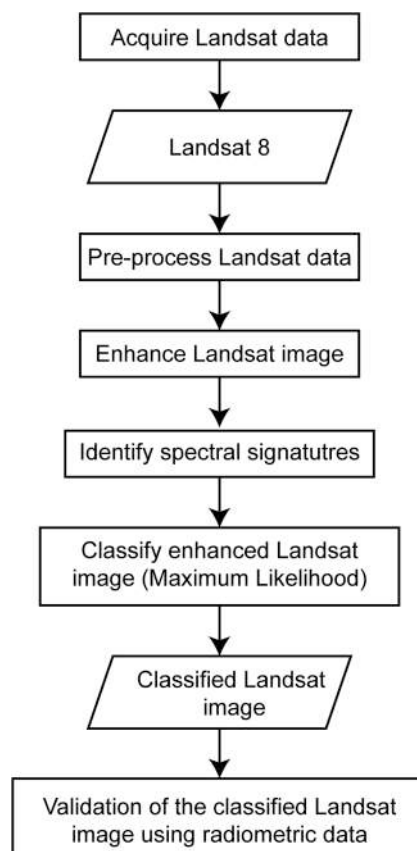 Acquire Landsat data
Landsat 8
Pre-process Landsat data
Enhance Landsat image
Identify spectral signatutres
Classify enhanced Landsat
image (Maximum Likelihood)
Classified Landsat
image
Validation of the classified Landsat
image using radiometric data